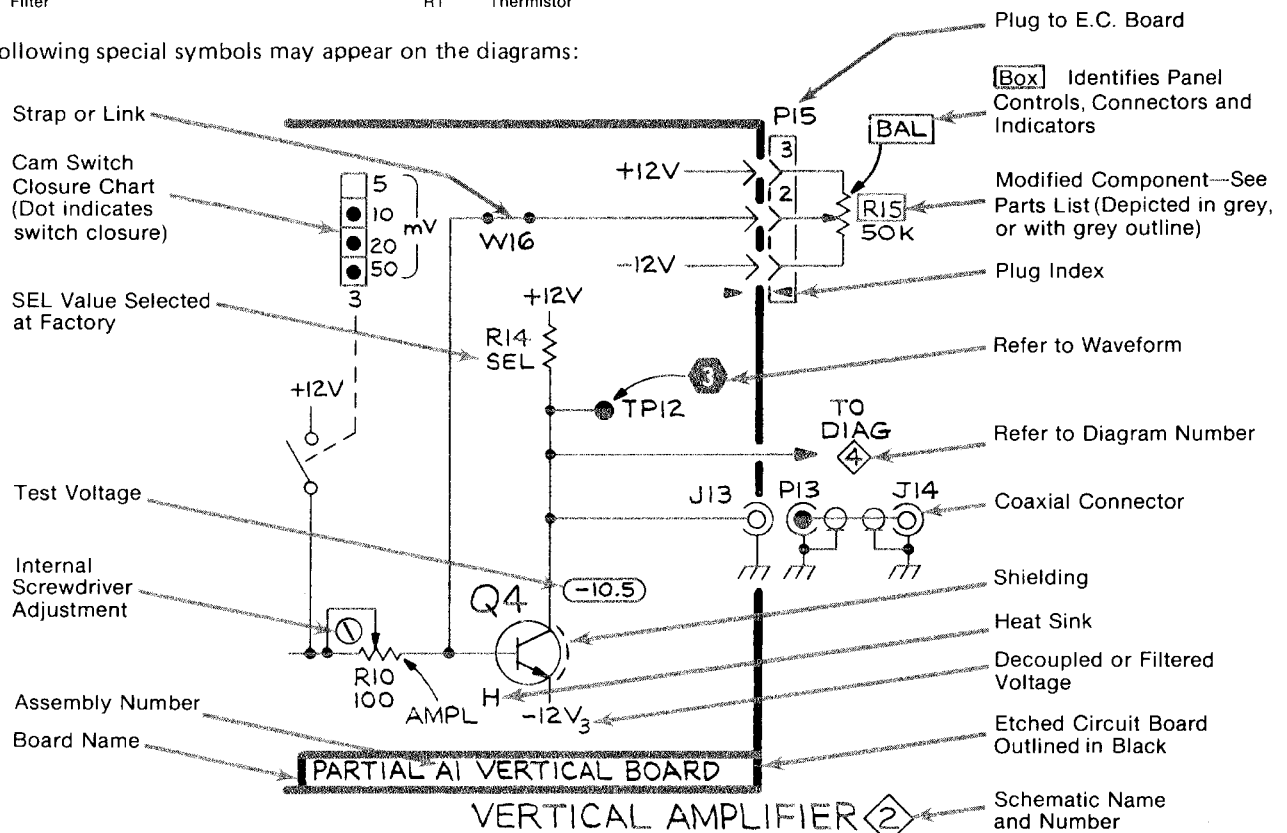 Filter
RT Thermistor
ollowing special symbols may appear on the diagrams:
Plug to E.C. Board
Box Identifies Panel
Controls, Connectors and
Indicators
Strap or Link
P15
BAL
Cam Switch
Closure Chart
(Dot indicates
switch closure)
5
10
20
50
mV
3
+12V
3
2
1
W16
-12V
R15
50K
Modified Component—See
Parts List (Depicted in grey,
or with grey outline)
Plug Index
SEL Value Selected
at Factory
+12V
R14
SEL
3
TP12
Refer to Waveform
+12V
TO
DIAG
4
Refer to Diagram Number
Test Voltage
J13
P13
J14
Coaxial Connector
-10.5
Q4
Shielding
Internal
Screwdriver
Adjustment
Heat Sink
R10
100
AMPL
H
-12V3
Decoupled or Filtered
Voltage
Assembly Number
Board Name
Etched Circuit Board
Outlined in Black
PARTIAL A1 VERTICAL BOARD
VERTICAL AMPLIFIER 2
Schematic Name
and Number